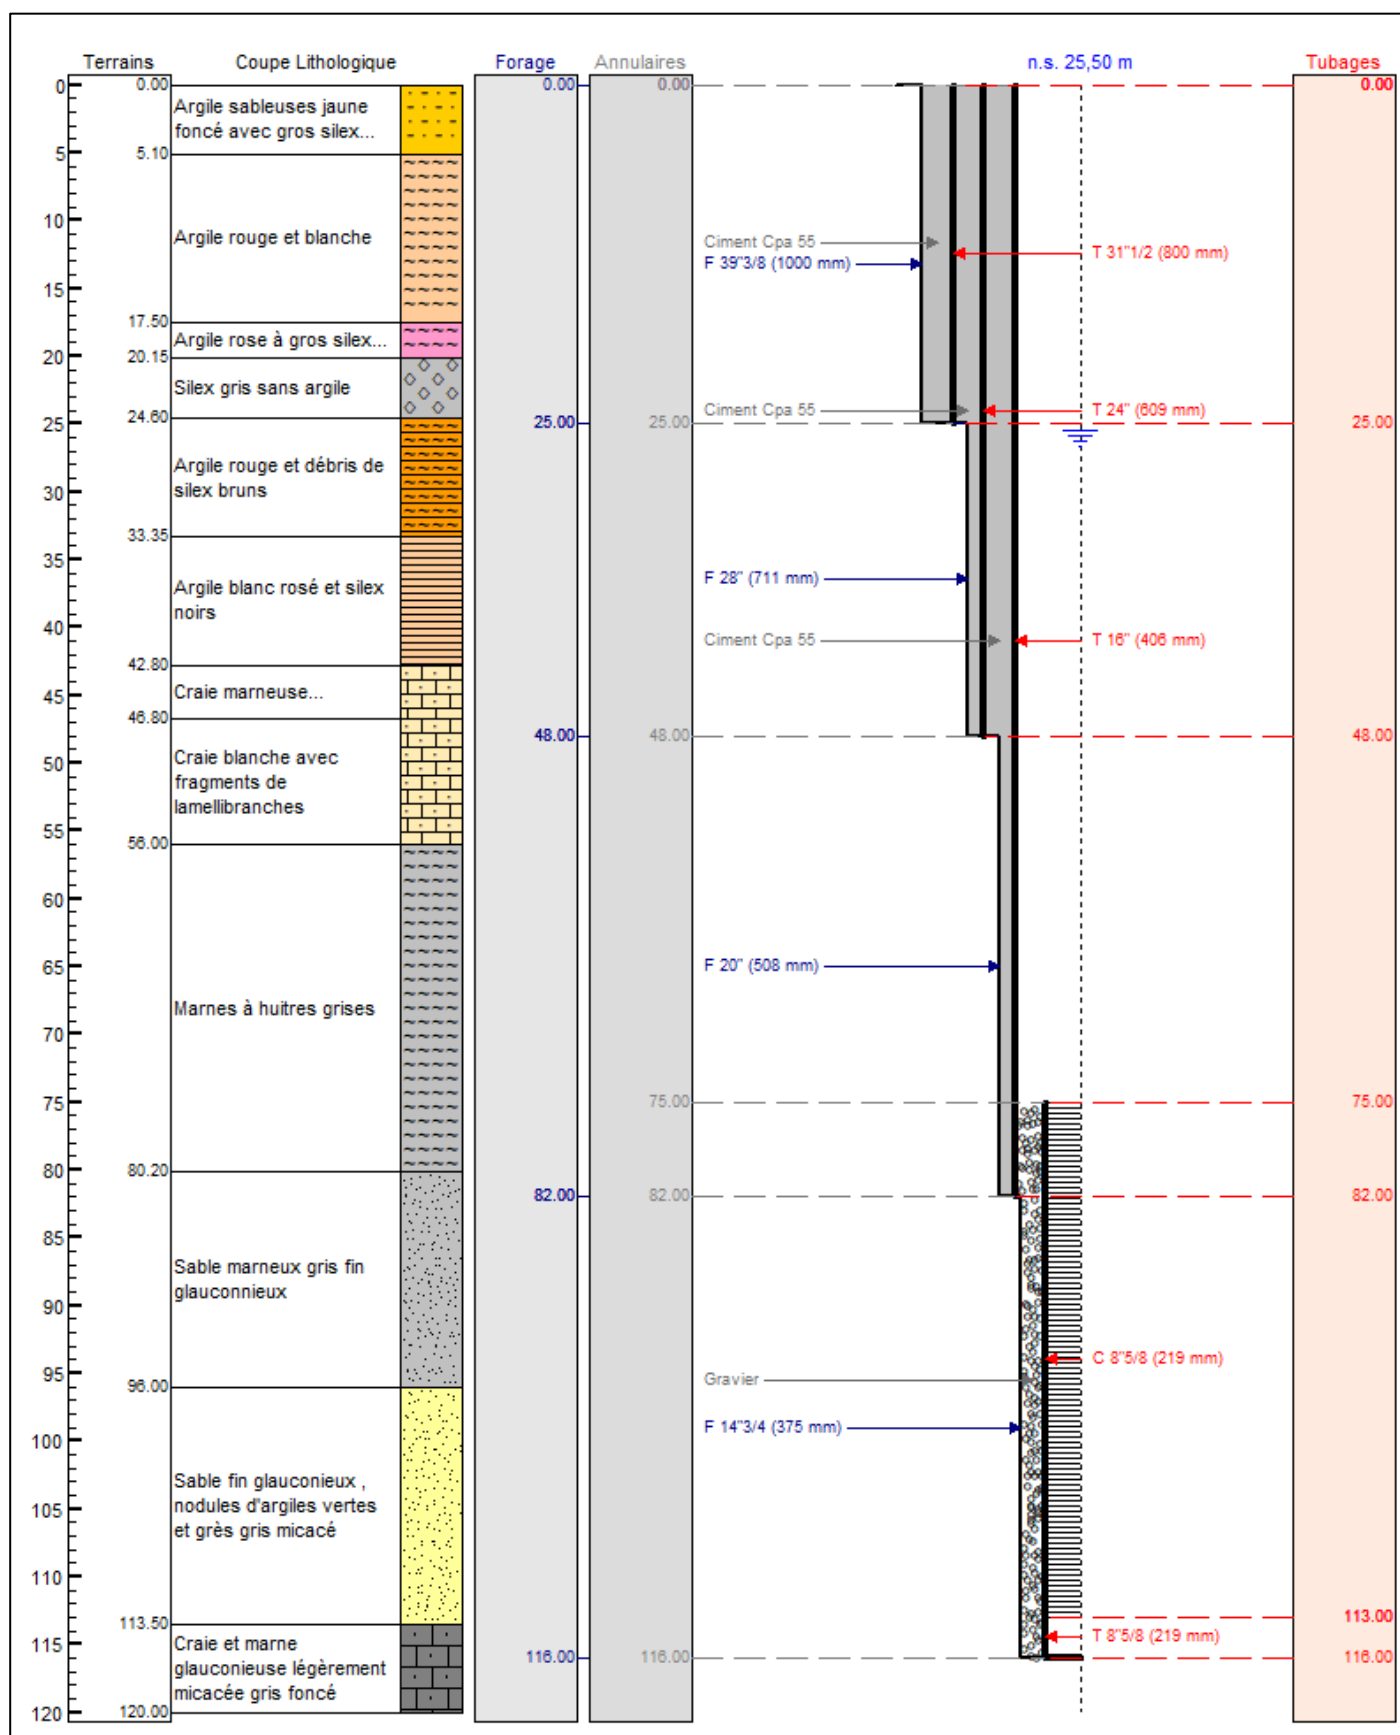 Terrains Coupe Lithologique Forage Annulaires n.s. 25,50 m Tubages
0 0.00 0.00 0.00 0.00
Argile sableuses jaune
foncé avec gros silex...
5 5.10
10
Argile rouge et blanche
Ciment Cpa 55
F 39"3/8 (1000 mm)
T 31"1/2 (800 mm)
15
17.50
Argile rose à gros silex...
20 20.15
Silex gris sans argile
Ciment Cpa 55
T 24" (609 mm)
24.60
25 25.00 25.00 25.00
Argile rouge et débris de
silex bruns
30
33.35
35
Argile blanc rosé et silex
noirs
F 28" (711 mm)
40
Ciment Cpa 55
T 16" (406 mm)
42.80
45
Craie marneuse...
46.80
48.00 48.00 48.00
50
Craie blanche avec
fragments de
lamellibranches
55
56.00
60
65
F 20" (508 mm)
Marnes à huitres grises
70
75 75.00 75.00
80 80.20
82.00 82.00 82.00
85
Sable marneux gris fin
glauconnieux
90
95
C 8"5/8 (219 mm)
Gravier
96.00
F 14"3/4 (375 mm)
100
Sable fin glauconieux ,
nodules d'argiles vertes
et grès gris micacé
105
110
113.00
113.50
T 8"5/8 (219 mm)
115
Craie et marne
glauconieuse légèrement
micacée gris foncé
116.00 116.00 116.00
120 120.00